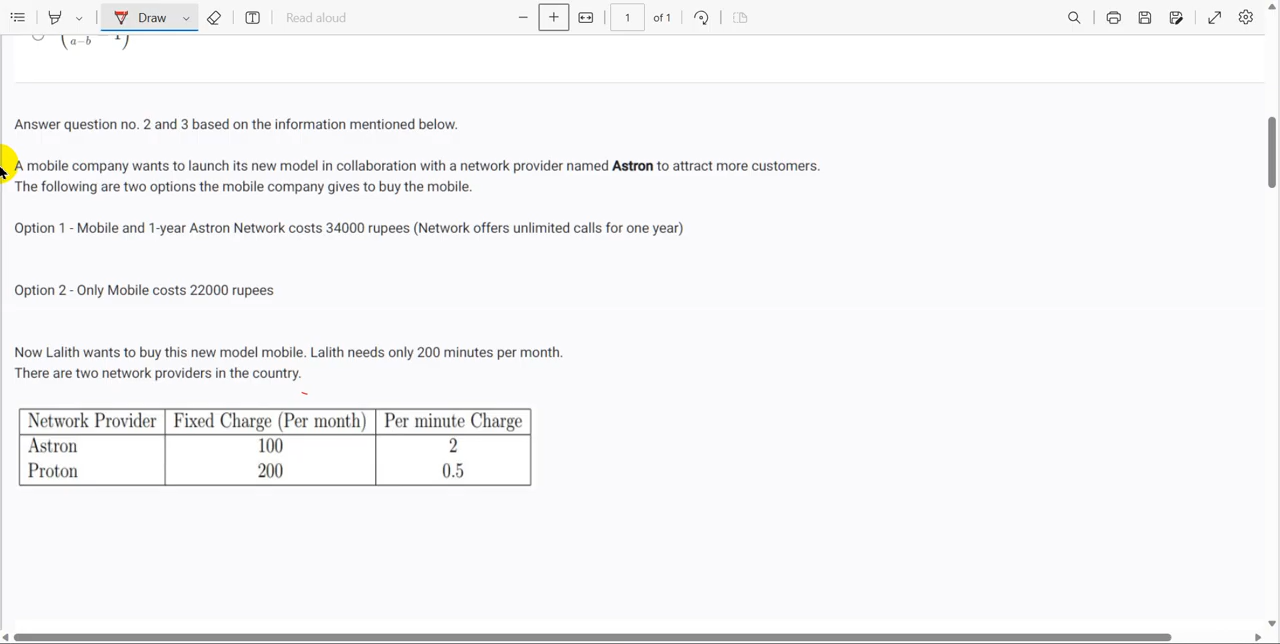 Draw
Read aloud
1
of 1
a−b
1
Answer question no. 2 and 3 based on the information mentioned below.
A mobile company wants to launch its new model in collaboration with a network provider named Astron to attract more customers.
The following are two options the mobile company gives to buy the mobile.
Option 1 - Mobile and 1-year Astron Network costs 34000 rupees (Network offers unlimited calls for one year)
Option 2 - Only Mobile costs 22000 rupees
Now Lalith wants to buy this new model mobile. Lalith needs only 200 minutes per month.
There are two network providers in the country.
Network Provider Fixed Charge (Per month) Per minute Charge
Astron 100 2
Proton 200 0.5